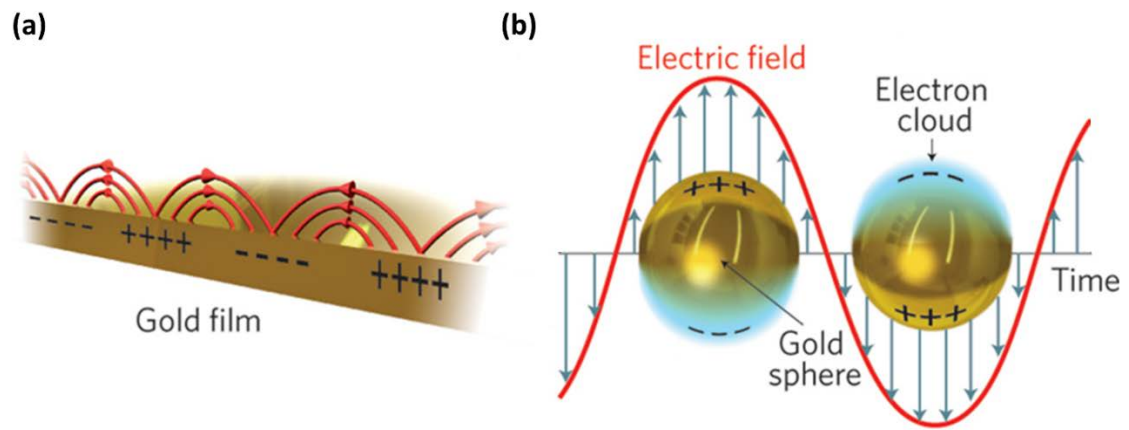 (a)
(b)
Electric field
Electron
cloud
− − − −
+ + + +
− − − −
+ + + +
Gold film
+ + +
− − −
− − −
+ + +
Time
Gold
sphere